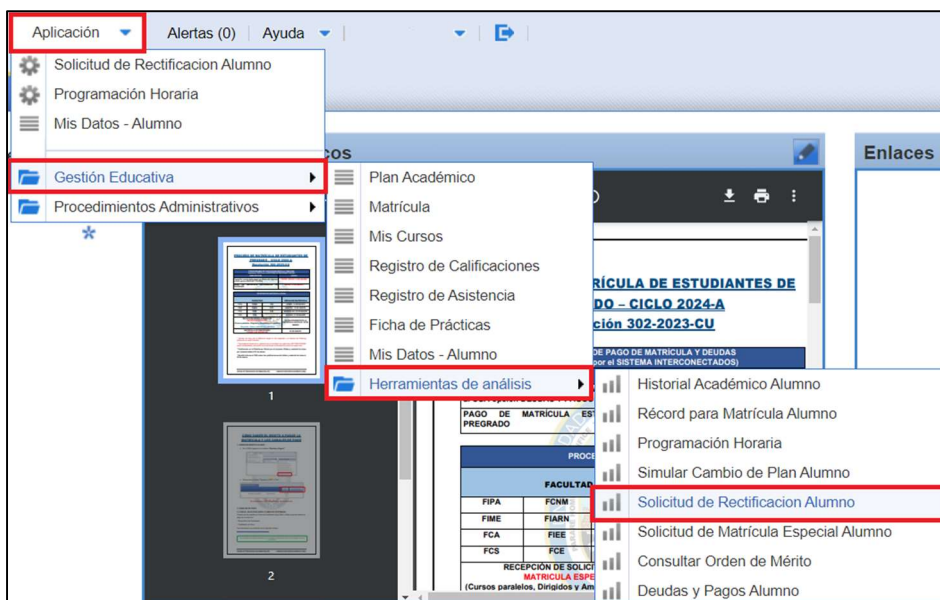 Aplicación
Alertas (0)
Ayuda
Solicitud de Rectificacion Alumno
Programación Horaria
Mis Datos - Alumno
Gestión Educativa
Procedimientos Administrativos
cos
Enlaces
Plan Académico
Matrícula
Mis Cursos
Registro de Calificaciones
Registro de Asistencia
Ficha de Prácticas
Mis Datos - Alumno
Herramientas de análisis
Historial Académico Alumno
Récord para Matrícula Alumno
Programación Horaria
Simular Cambio de Plan Alumno
Solicitud de Rectificacion Alumno
Solicitud de Matrícula Especial Alumno
Consultar Orden de Mérito
Deudas y Pagos Alumno
1
2
RÍCULA DE ESTUDIANTES DE
DO – CICLO 2024-A
ción 302-2023-CU
DE PAGO DE MATRÍCULA Y DEUDAS
por el SISTEMA INTERCONECTADOS)
PAGO DE MATRÍCULA EST
PREGRADO
PROCE
FACULTAD
FIPA FCNM
FIME FIARN
FCA FIEE
FCS FCE
RECEPCIÓN DE SOLICI
MATRICULA ESPE
(Cursos paralelos, Dirigidos y Am